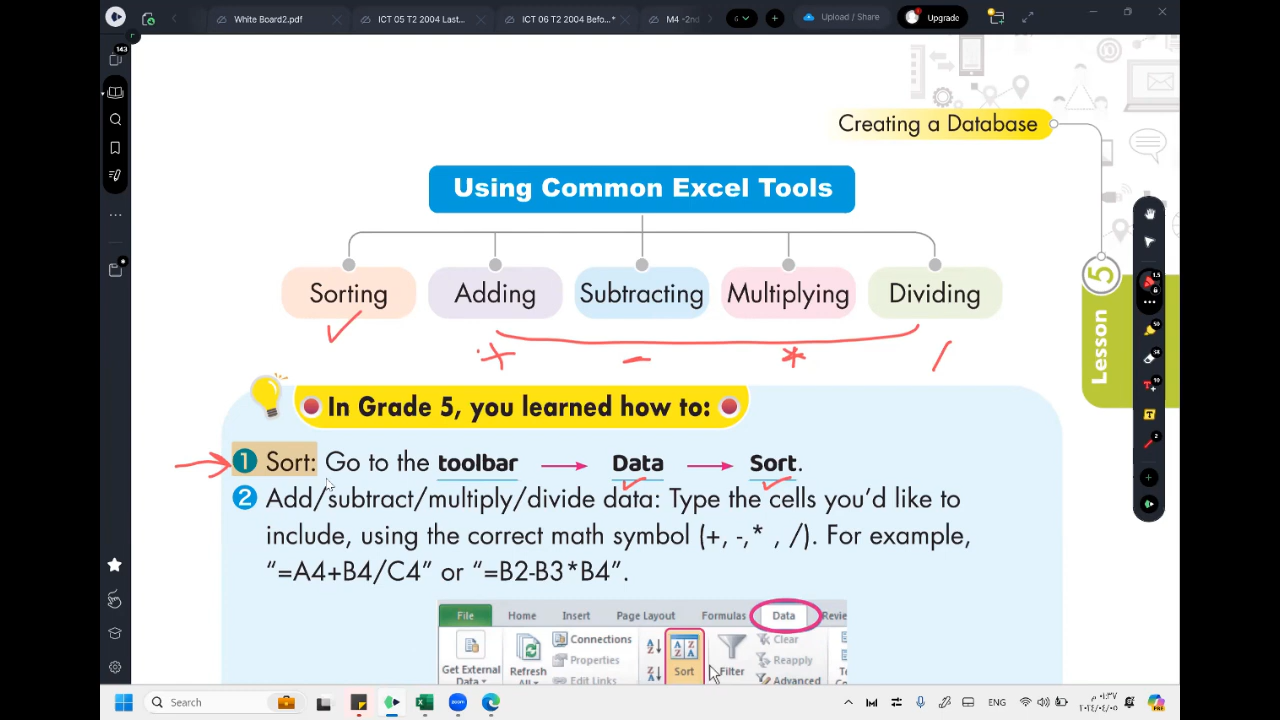 143
White Board2.pdf
ICT 05 T2 2004 Last...
ICT 06 T2 2004 Befo...*
M4 -2nd
6
Upload / Share
Upgrade
Creating a Database
Using Common Excel Tools
Sorting Adding Subtracting Multiplying Dividing
+ - * /
Lesson 5
In Grade 5, you learned how to:
1 Sort: Go to the toolbar → Data → Sort.
2 Add/subtract/multiply/divide data: Type the cells you'd like to
include, using the correct math symbol (+, -,* , /). For example,
“=A4+B4/C4” or “=B2-B3*B4”.
File Home Insert Page Layout Formulas Data Revie
Get External
Data
Refresh
All
Connections
Properties
Edit Links
Sort
Filter
Clear
Reapply
Advanced
Search
ENG